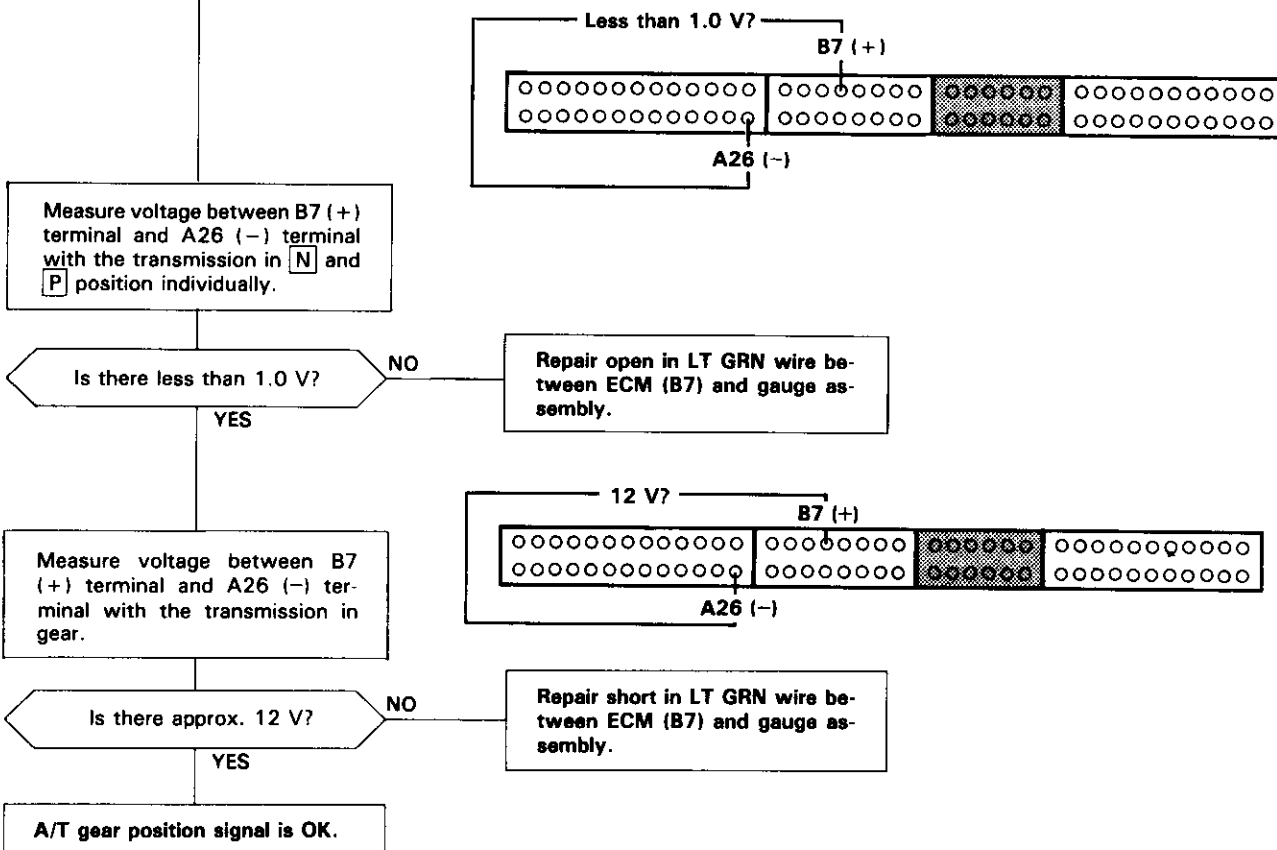 Less than 1.0 V?
B7 (+)
A26 (−)
Measure voltage between B7 (+)
terminal and A26 (−) terminal
with the transmission in N and
P position individually.
Is there less than 1.0 V?
NO
Repair open in LT GRN wire be-
tween ECM (B7) and gauge as-
sembly.
YES
12 V?
B7 (+)
A26 (−)
Measure voltage between B7
(+) terminal and A26 (−) ter-
minal with the transmission in
gear.
Is there approx. 12 V?
NO
Repair short in LT GRN wire be-
tween ECM (B7) and gauge as-
sembly.
YES
A/T gear position signal is OK.